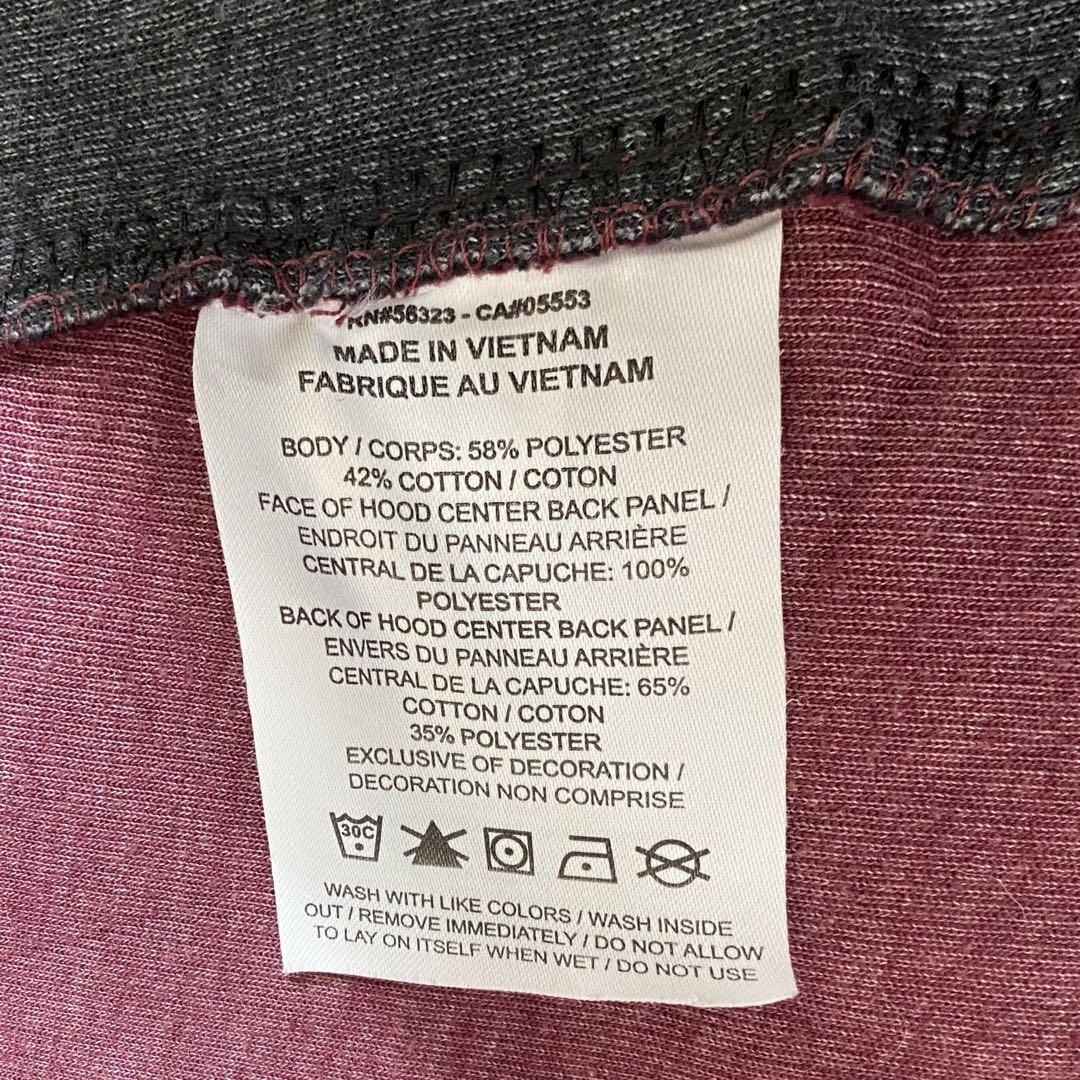 RN#56323 - CA#05553
MADE IN VIETNAM
FABRIQUE AU VIETNAM
BODY / CORPS: 58% POLYESTER
42% COTTON / COTON
FACE OF HOOD CENTER BACK PANEL /
ENDROIT DU PANNEAU ARRIÈRE
CENTRAL DE LA CAPUCHE: 100%
POLYESTER
BACK OF HOOD CENTER BACK PANEL /
ENVERS DU PANNEAU ARRIÈRE
CENTRAL DE LA CAPUCHE: 65%
COTTON / COTON
35% POLYESTER
EXCLUSIVE OF DECORATION /
DECORATION NON COMPRISE
30C
WASH WITH LIKE COLORS / WASH INSIDE
OUT / REMOVE IMMEDIATELY / DO NOT ALLOW
TO LAY ON ITSELF WHEN WET / DO NOT USE